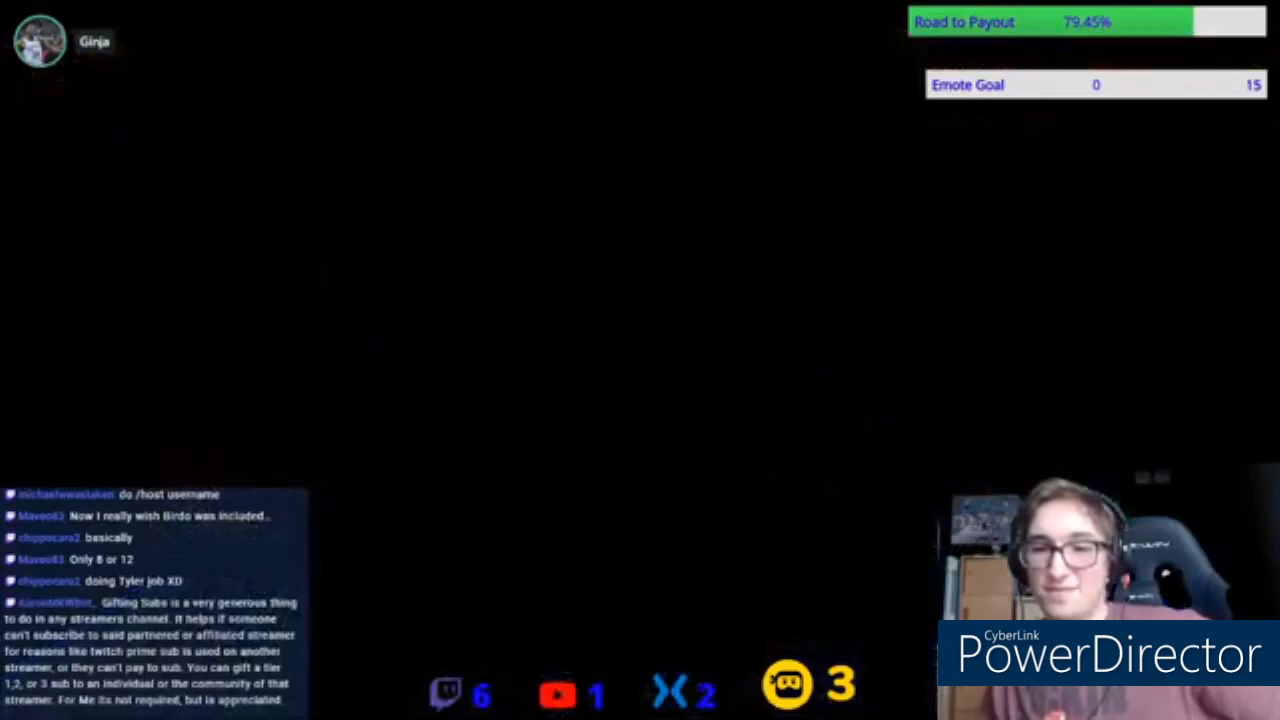 Ginja
Road to Payout 79.45%
Emote Goal 0 15
michaelwwastaken do /host username
Maveo83 Now I really wish Birdo was included..
chippocara2 basically
Maveo83 Only 8 or 12
chippocara2 doing Tyler job XD
Gifting Subs is a very generous thing
to do in any streamers channel. It helps if someone
can't subscribe to said partnered or affiliated streamer
for reasons like twitch prime sub is used on another
streamer, or they can't pay to sub. You can gift a tier
1,2, or 3 sub to an individual or the community of that
streamer. For Me its not required, but is appreciated
6 1 2 3
CyberLink
PowerDirector